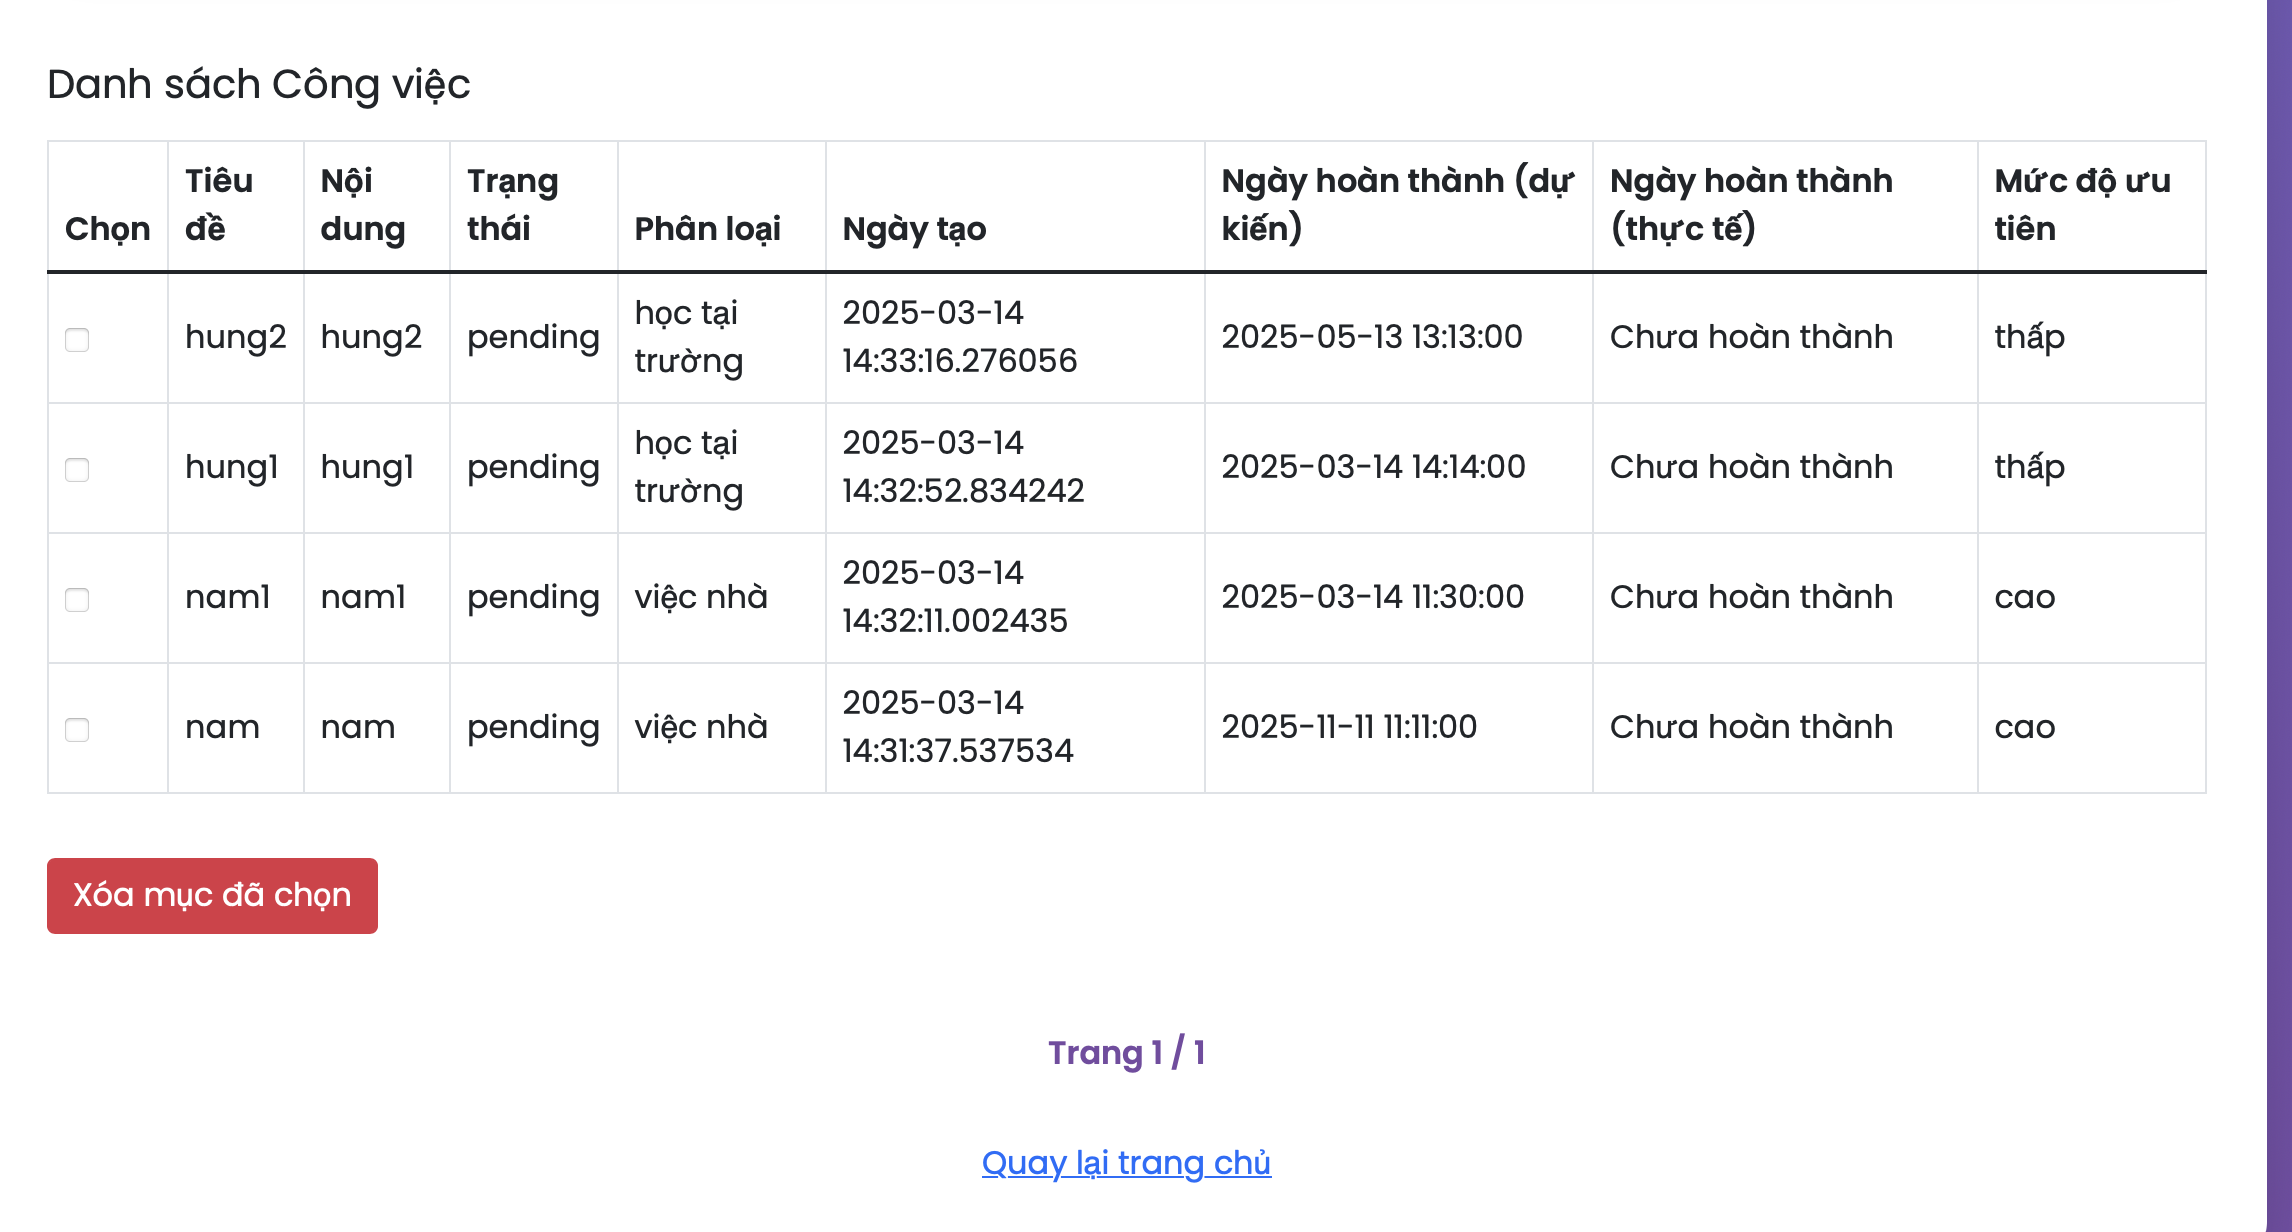 Danh sách Công việc
Chọn Tiêu đề Nội dung Trạng thái Phân loại Ngày tạo Ngày hoàn thành (dự kiến) Ngày hoàn thành (thực tế) Mức độ ưu tiên
hung2 hung2 pending học tại trường 2025-03-14 14:33:16.276056 2025-05-13 13:13:00 Chưa hoàn thành thấp
hung1 hung1 pending học tại trường 2025-03-14 14:32:52.834242 2025-03-14 14:14:00 Chưa hoàn thành thấp
nam1 nam1 pending việc nhà 2025-03-14 14:32:11.002435 2025-03-14 11:30:00 Chưa hoàn thành cao
nam nam pending việc nhà 2025-03-14 14:31:37.537534 2025-11-11 11:11:00 Chưa hoàn thành cao
Xóa mục đã chọn
Trang 1 / 1
Quay lại trang chủ